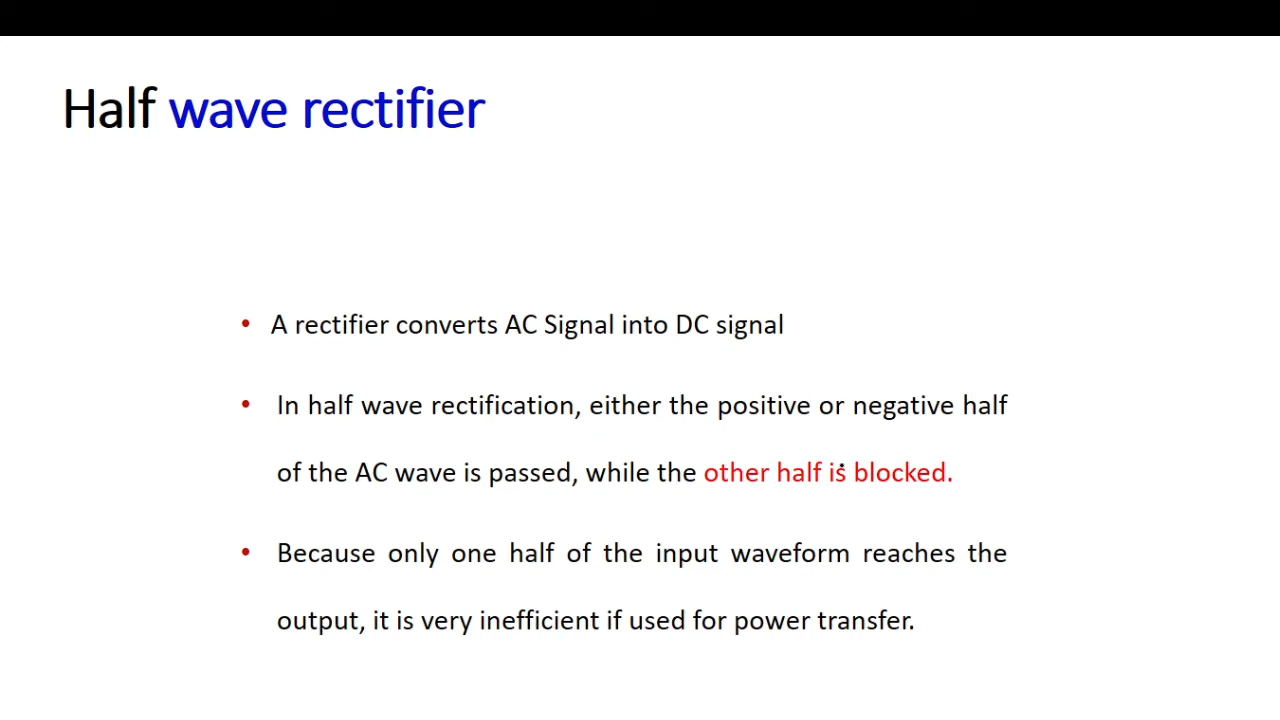 Half wave rectifier
• A rectifier converts AC Signal into DC signal
• In half wave rectification, either the positive or negative half
of the AC wave is passed, while the other half is blocked.
• Because only one half of the input waveform reaches the
output, it is very inefficient if used for power transfer.